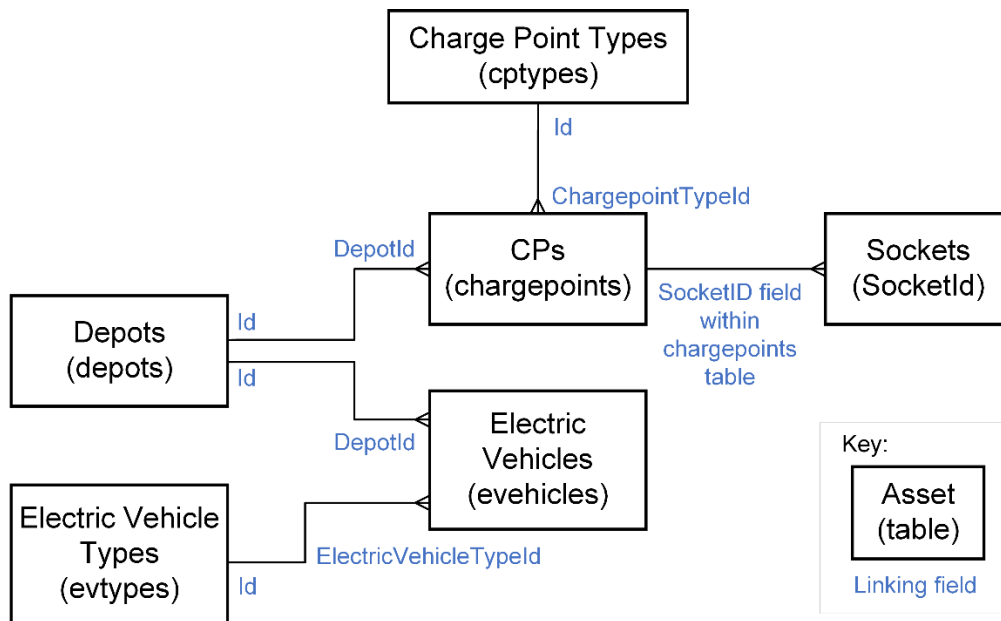 Charge Point Types
(cptypes)
Id
ChargepointTypeId
DepotId
CPs
(chargepoints)
Sockets
(SocketId)
SocketID field
within
chargepoints
table
Id
Depots
(depots)
Id
DepotId
Electric
Vehicles
(evehicles)
Electric Vehicle
Types
(evtypes)
ElectricVehicleTypeId
Id
Key:
Asset
(table)
Linking field